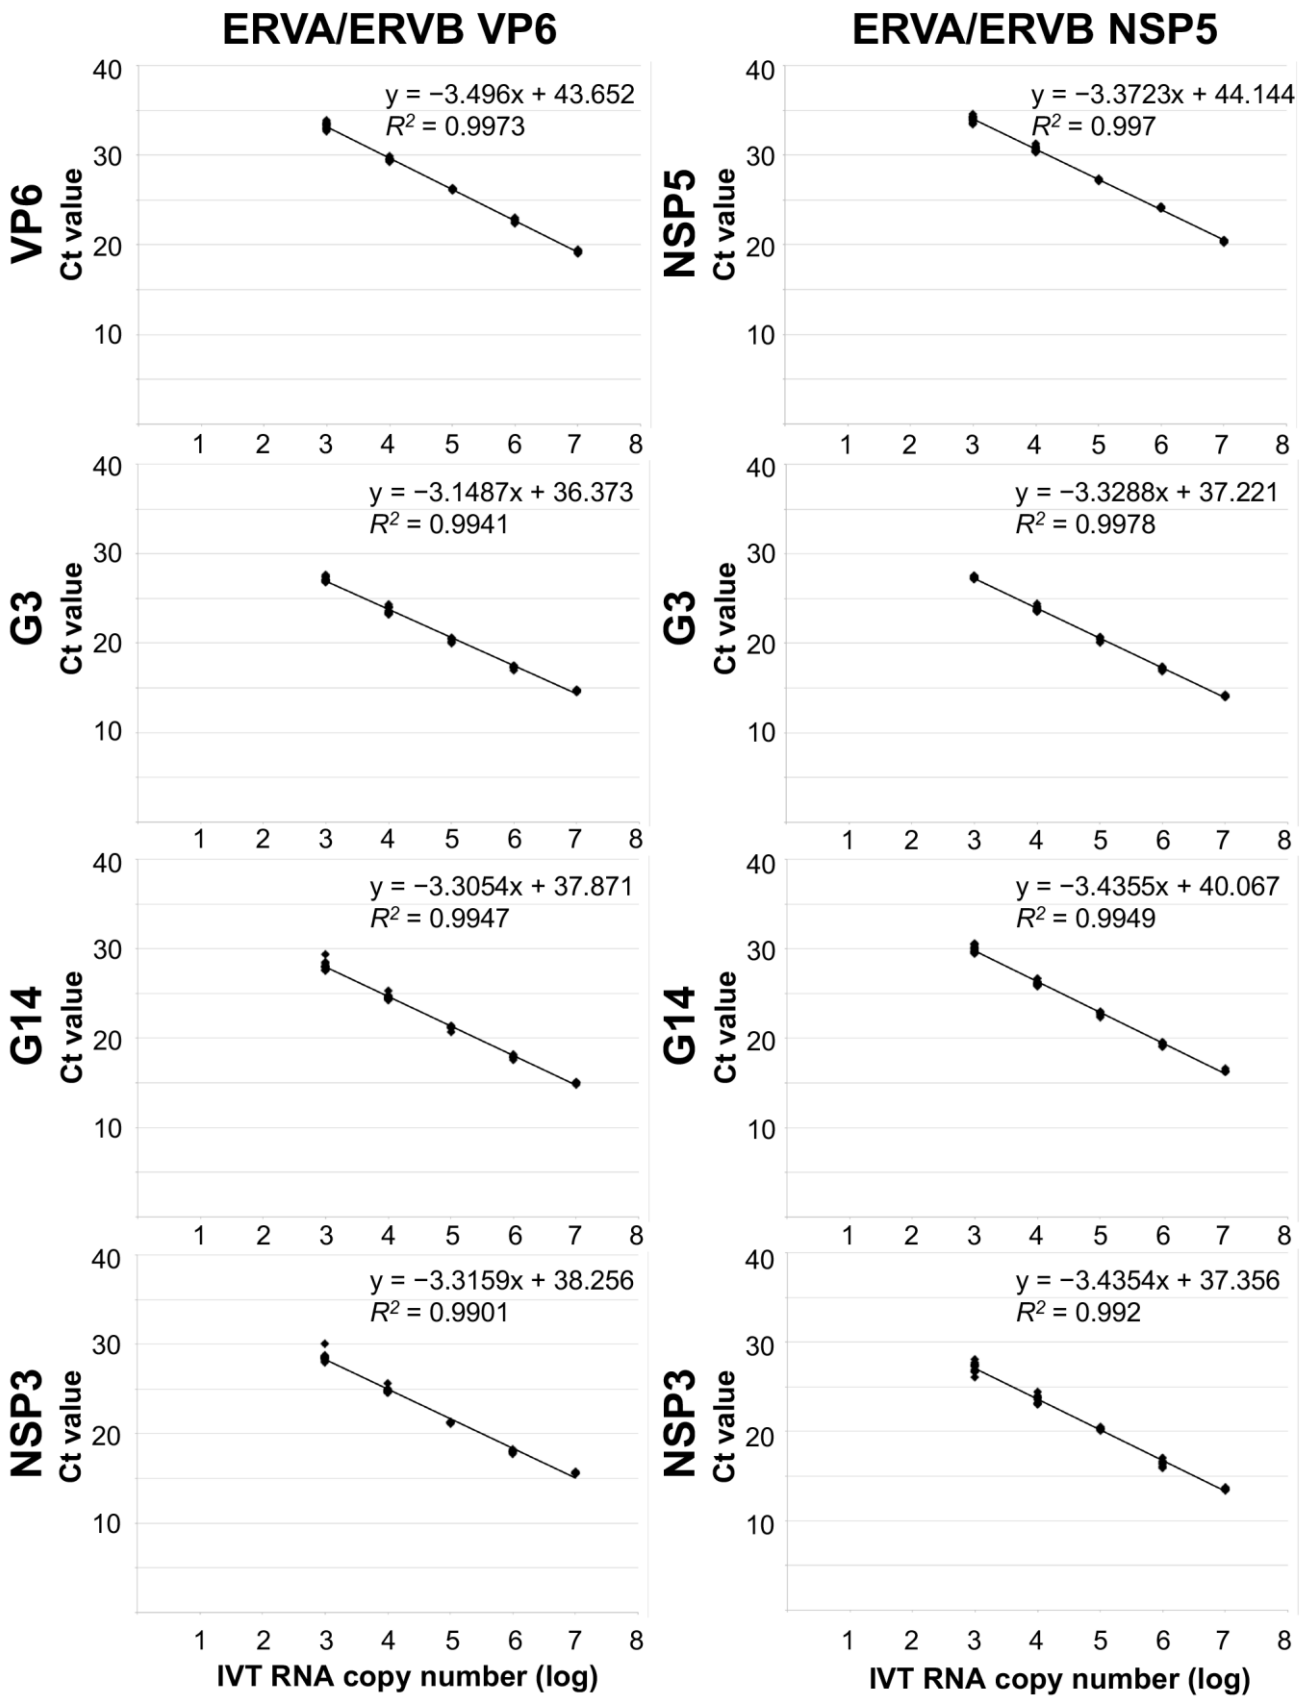 ERVA/ERVB VP6
ERVA/ERVB NSP5
VP6
Ct value
40
30
20
10
y = −3.496x + 43.652
R² = 0.9973
1 2 3 4 5 6 7 8
NSP5
Ct value
40
30
20
10
y = −3.3723x + 44.144
R² = 0.997
1 2 3 4 5 6 7 8
G3
Ct value
40
30
20
10
y = −3.1487x + 36.373
R² = 0.9941
1 2 3 4 5 6 7 8
G3
Ct value
40
30
20
10
y = −3.3288x + 37.221
R² = 0.9978
1 2 3 4 5 6 7 8
G14
Ct value
40
30
20
10
y = −3.3054x + 37.871
R² = 0.9947
1 2 3 4 5 6 7 8
G14
Ct value
40
30
20
10
y = −3.4355x + 40.067
R² = 0.9949
1 2 3 4 5 6 7 8
NSP3
Ct value
40
30
20
10
y = −3.3159x + 38.256
R² = 0.9901
1 2 3 4 5 6 7 8
IVT RNA copy number (log)
NSP3
Ct value
40
30
20
10
y = −3.4354x + 37.356
R² = 0.992
1 2 3 4 5 6 7 8
IVT RNA copy number (log)